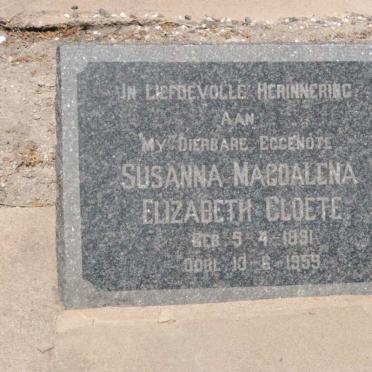 IN LIEFDEVOLLE HERINNERING
AAN
MY DIERBARE EGGENOTE
SUSANNA MAGDALENA
ELIZABETH CLOETE
GEB 5-4-1891
OORL 13-6-1959